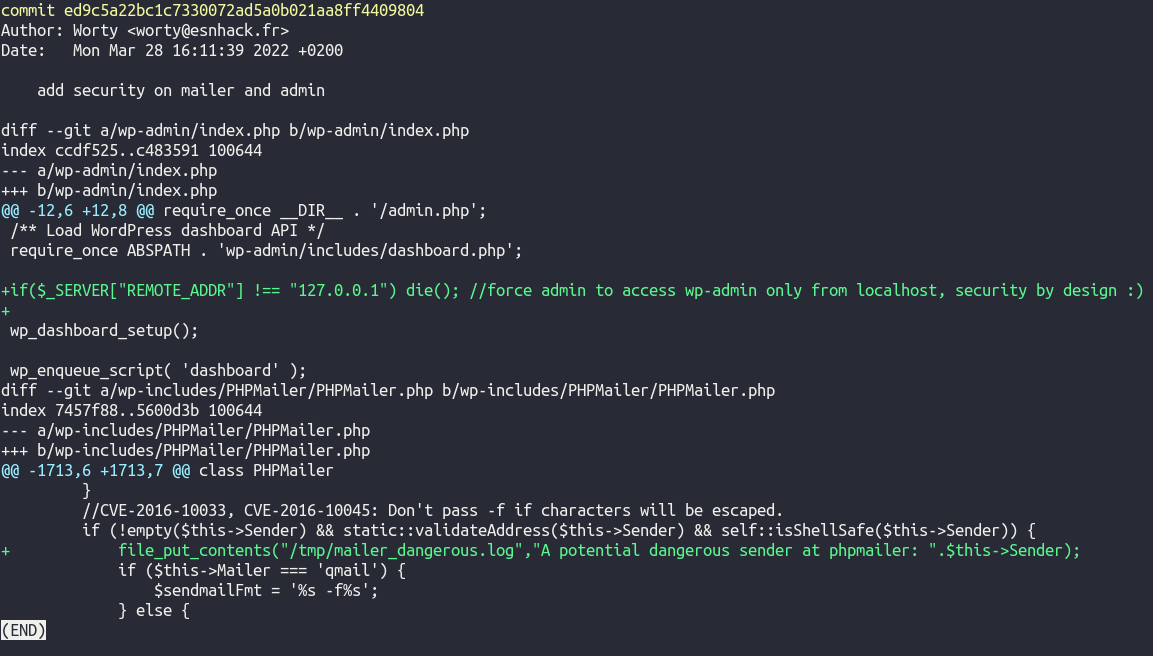 commit ed9c5a22bc1c7330072ad5a0b021aa8ff4409804
Author: Worty <worty@esnhack.fr>
Date:   Mon Mar 28 16:11:39 2022 +0200

    add security on mailer and admin

diff --git a/wp-admin/index.php b/wp-admin/index.php
index ccdf525..c483591 100644
--- a/wp-admin/index.php
+++ b/wp-admin/index.php
@@ -12,6 +12,8 @@ require_once __DIR__ . '/admin.php';
 /** Load WordPress dashboard API */
 require_once ABSPATH . 'wp-admin/includes/dashboard.php';

+if($_SERVER["REMOTE_ADDR"] !== "127.0.0.1") die(); //force admin to access wp-admin only from localhost, security by design :)
+
 wp_dashboard_setup();

 wp_enqueue_script( 'dashboard' );
diff --git a/wp-includes/PHPMailer/PHPMailer.php b/wp-includes/PHPMailer/PHPMailer.php
index 7457f88..5600d3b 100644
--- a/wp-includes/PHPMailer/PHPMailer.php
+++ b/wp-includes/PHPMailer/PHPMailer.php
@@ -1713,6 +1713,7 @@ class PHPMailer
         }
         //CVE-2016-10033, CVE-2016-10045: Don't pass -f if characters will be escaped.
         if (!empty($this->Sender) && static::validateAddress($this->Sender) && self::isShellSafe($this->Sender)) {
+            file_put_contents("/tmp/mailer_dangerous.log","A potential dangerous sender at phpmailer: ".$this->Sender);
             if ($this->Mailer === 'qmail') {
                 $sendmailFmt = '%s -f%s';
             } else {
(END)